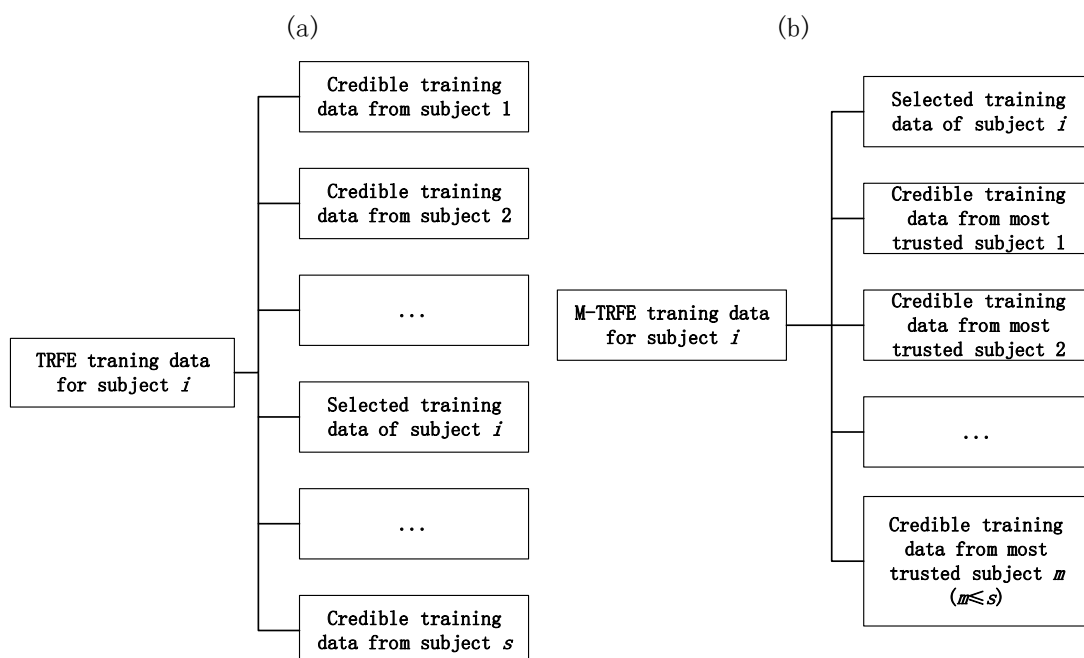 (a)
Credible training
data from subject 1
Credible training
data from subject 2
...
TRFE traning data
for subject i
Selected training
data of subject i
...
Credible training
data from subject s
(b)
Selected training
data of subject i
Credible training
data from most
trusted subject 1
M-TRFE traning data
for subject i
Credible training
data from most
trusted subject 2
...
Credible training
data from most
trusted subject m
(m≤s)